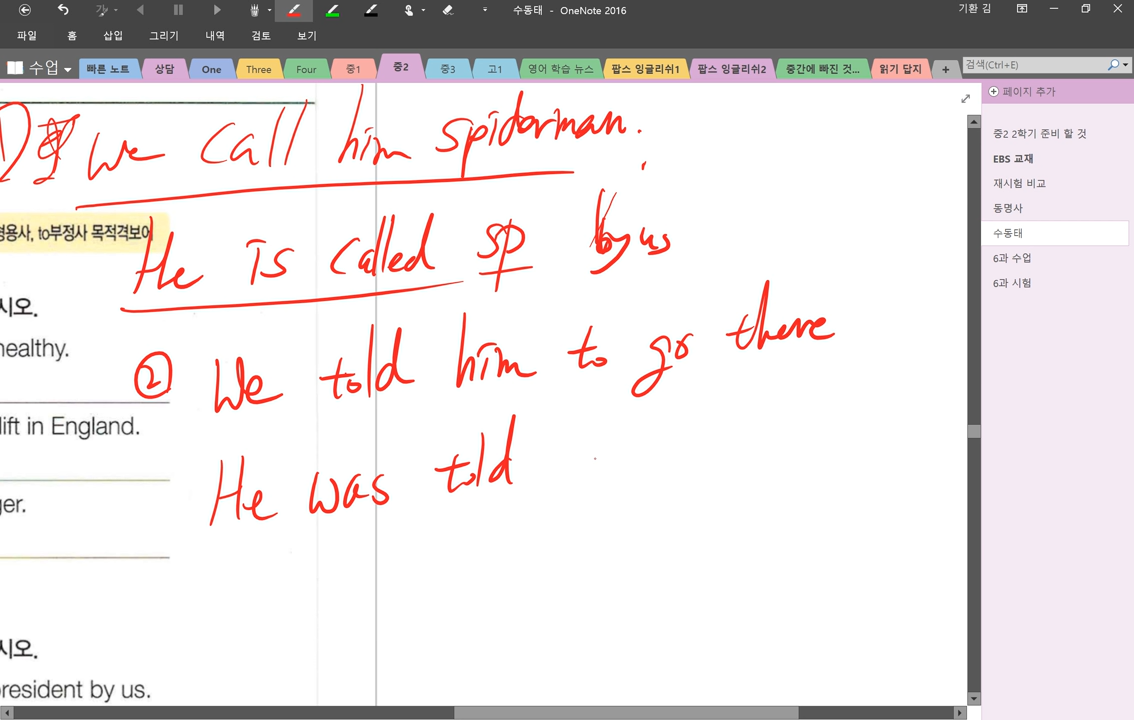 수동태 - OneNote 2016
기환 김
파일 홈 삽입 그리기 내역 검토 보기
수업 빠른 노트 상담 One Three Four 중1 중2 중3 고1 영어 학습 뉴스 팝스 잉글리쉬1 팝스 잉글리쉬2 중간에 빠진 것... 읽기 답지 + 검색(Ctrl+E)
페이지 추가
중2 2학기 준비 할 것
EBS 교재
재시험 비교
동명사
수동태
6과 수업
6과 시험
We call him spiderman.
형용사, to부정사 목적격보어
He is called sp by us
시오.
healthy.
② We told him to go there
lift in England.
He was told
ger.
시오.
president by us.